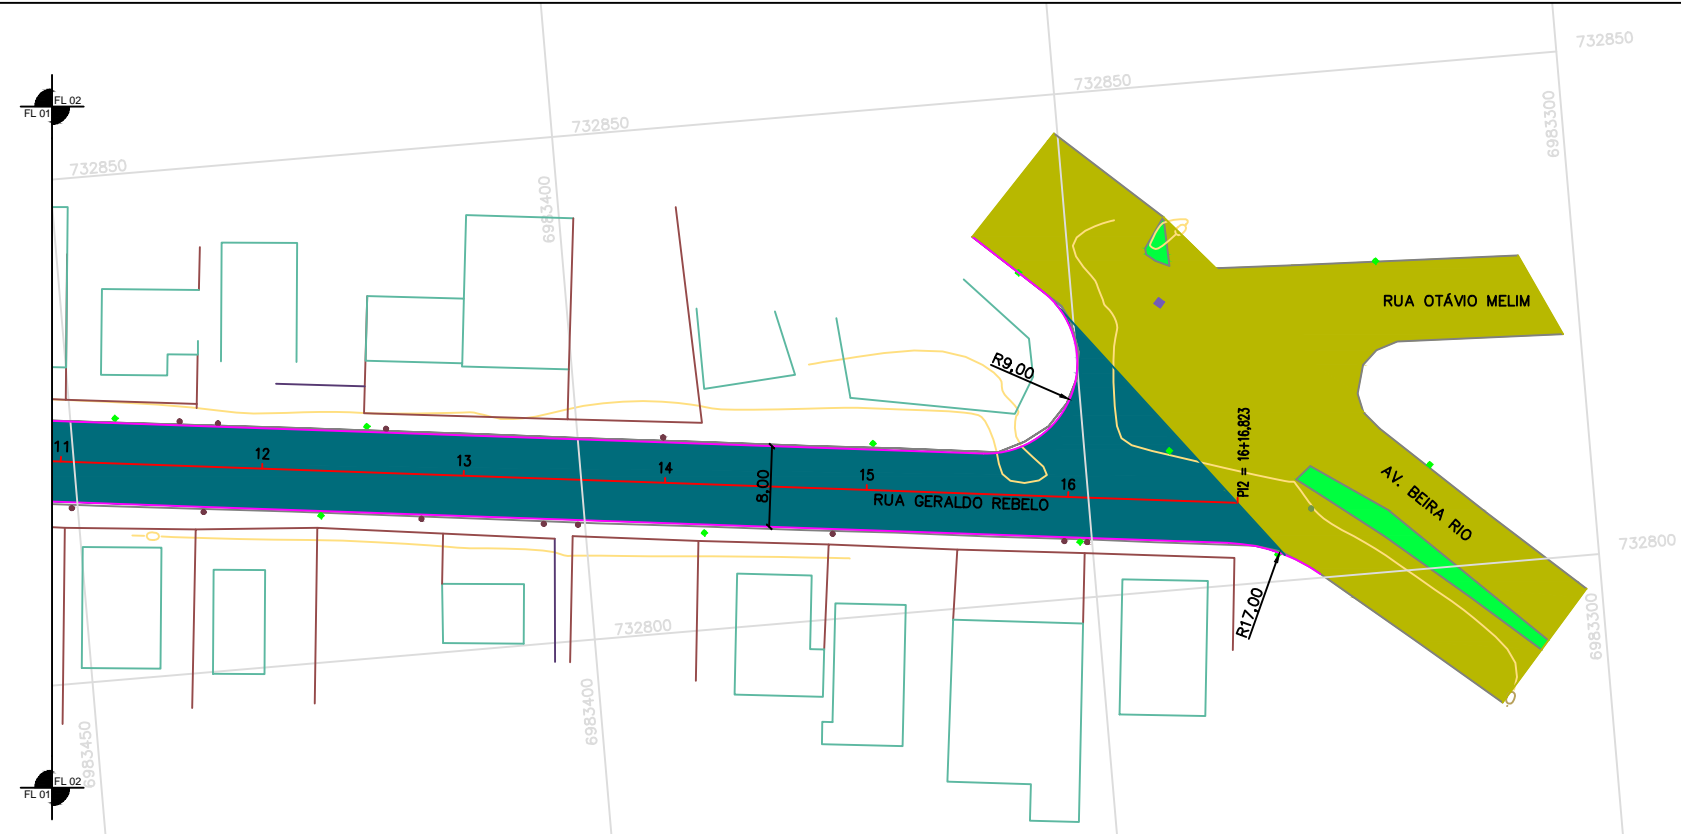 732850
732850
6983300
FL 02
FL 01
732850
732850
6983400
RUA OTÁVIO MELIM
R9,00
PI2 = 16+16,823
11
12
13
14
15
16
8,00
RUA GERALDO REBELO
AV. BEIRA RIO
732800
R17,00
732800
6983300
6983400
6983450
FL 02
FL 01